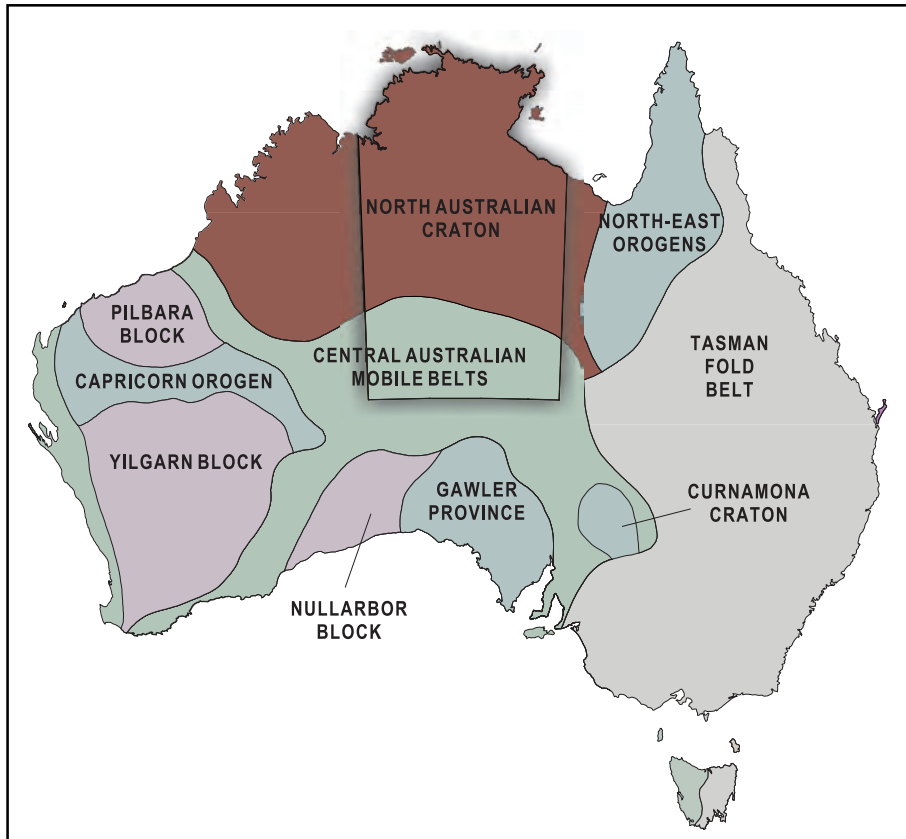 NORTH AUSTRALIAN
CRATON
NORTH-EAST
OROGENS
PILBARA
BLOCK
CENTRAL AUSTRALIAN
MOBILE BELTS
TASMAN
FOLD
BELT
CAPRICORN OROGEN
YILGARN BLOCK
GAWLER
PROVINCE
CURNAMONA
CRATON
NULLARBOR
BLOCK